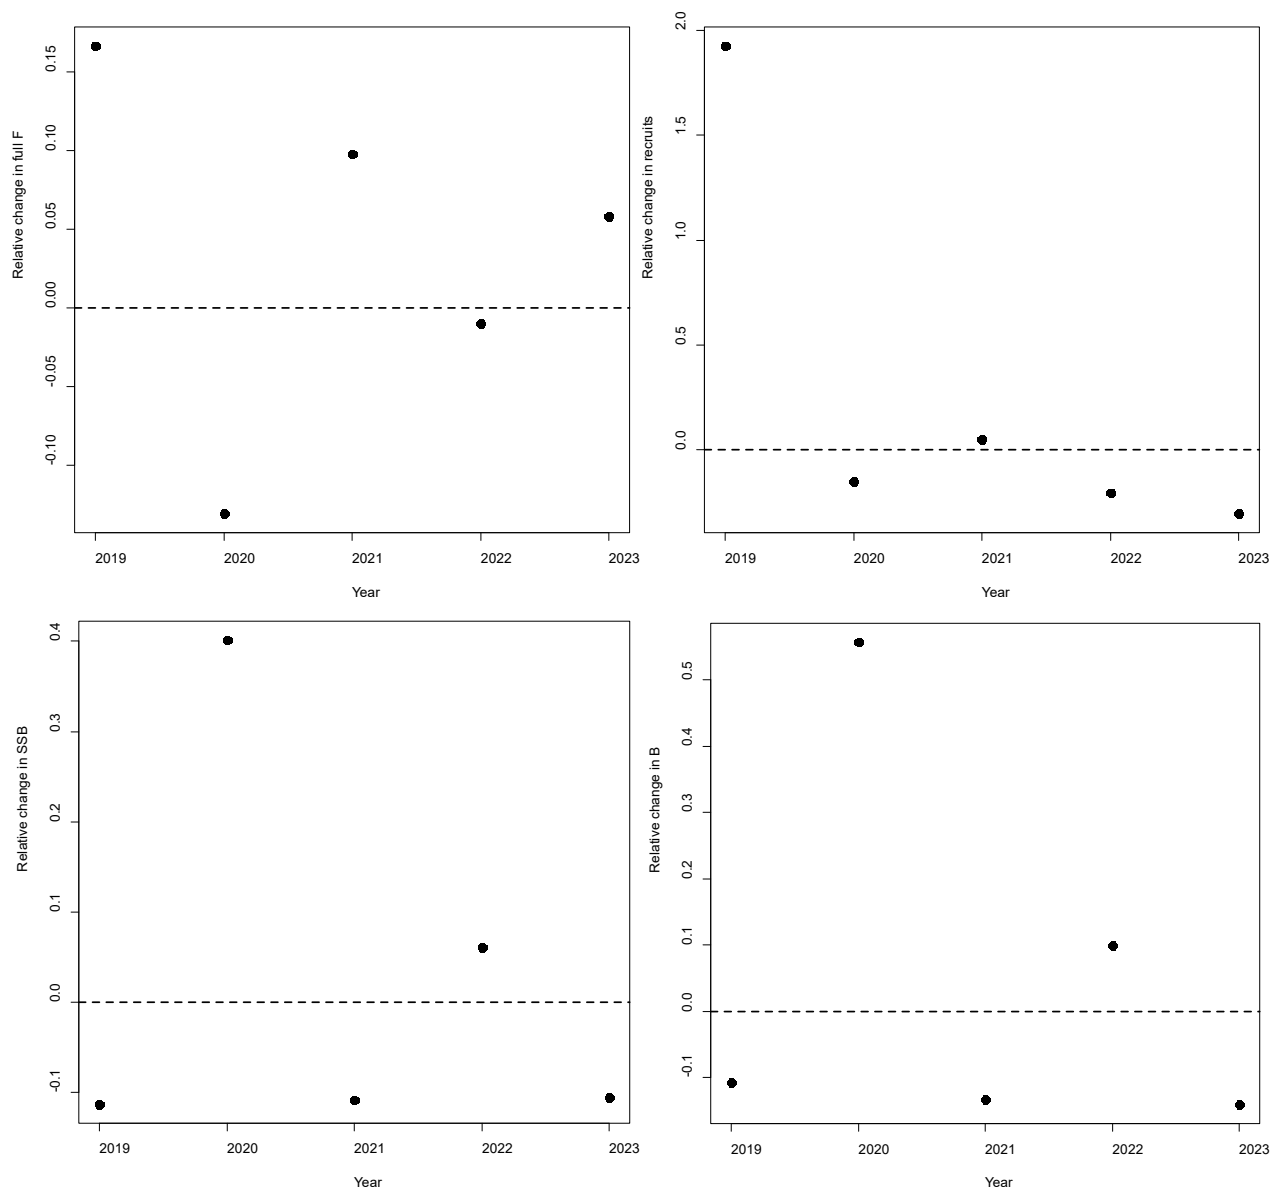 Relative change in full F
0.15
0.10
0.05
0.00
-0.05
-0.10
2019 2020 2021 2022 2023
Year
Relative change in recruits
2.0
1.5
1.0
0.5
0.0
2019 2020 2021 2022 2023
Year
Relative change in SSB
0.4
0.3
0.2
0.1
0.0
-0.1
2019 2020 2021 2022 2023
Year
Relative change in B
0.5
0.4
0.3
0.2
0.1
0.0
-0.1
2019 2020 2021 2022 2023
Year